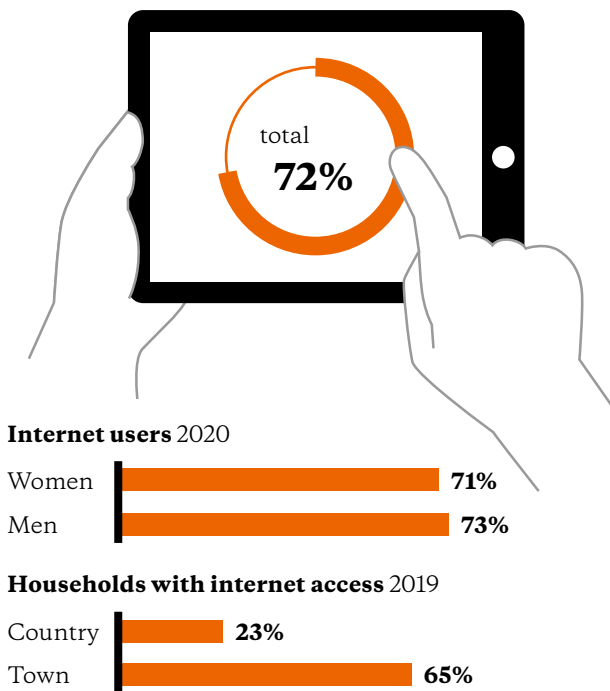 total
72%
Internet users 2020
Women 71%
Men 73%
Households with internet access 2019
Country 23%
Town 65%